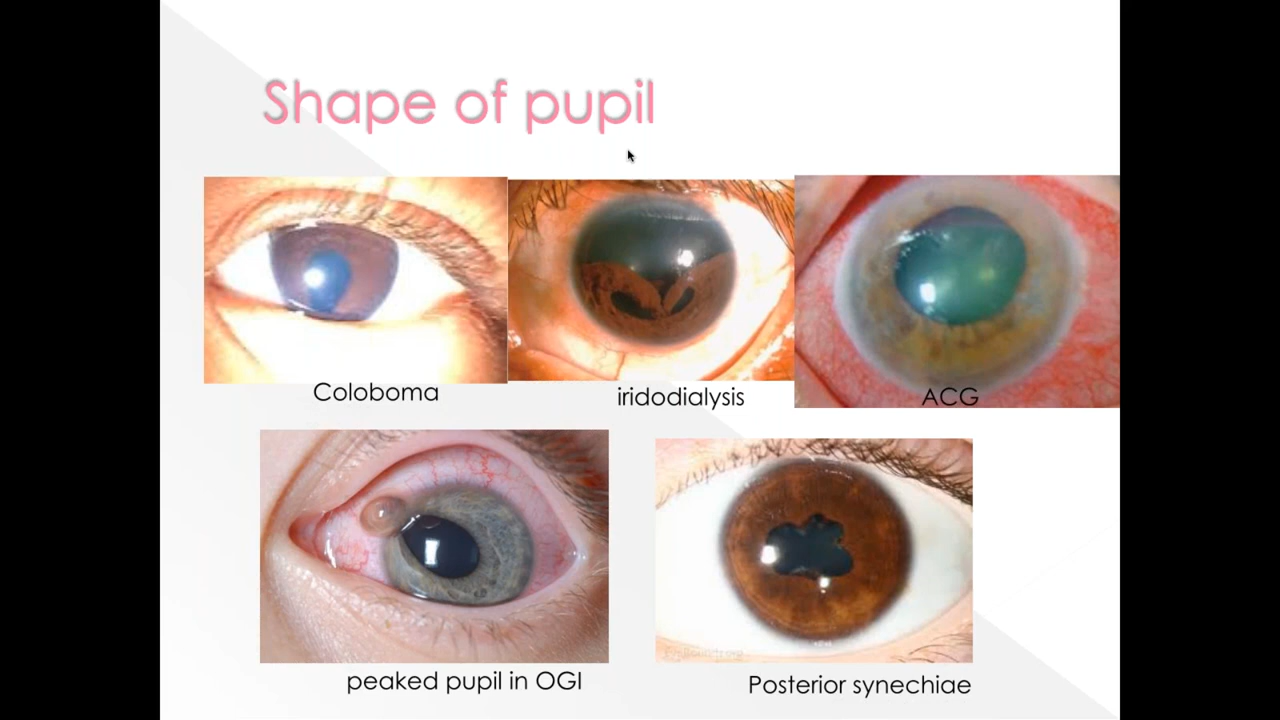 Shape of pupil
Coloboma
iridodialysis
ACG
peaked pupil in OGI
Posterior synechiae